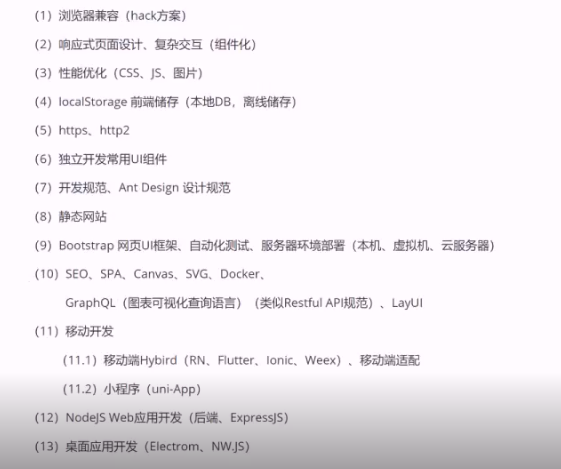 （1）浏览器兼容（hack方案）
（2）响应式页面设计、复杂交互（组件化）
（3）性能优化（CSS、JS、图片）
（4）localStorage 前端储存（本地DB，离线储存）
（5）https、http2
（6）独立开发常用UI组件
（7）开发规范、Ant Design 设计规范
（8）静态网站
（9）Bootstrap 网页UI框架、自动化测试、服务器环境部署（本机、虚拟机、云服务器）
（10）SEO、SPA、Canvas、SVG、Docker、
GraphQL（图表可视化查询语言）（类似Restful API规范）、LayUI
（11）移动开发
（11.1）移动端Hybird（RN、Flutter、Ionic、Weex）、移动端适配
（11.2）小程序（uni-App）
（12）NodeJS Web应用开发（后端、ExpressJS）
（13）桌面应用开发（Electrom、NW.JS）